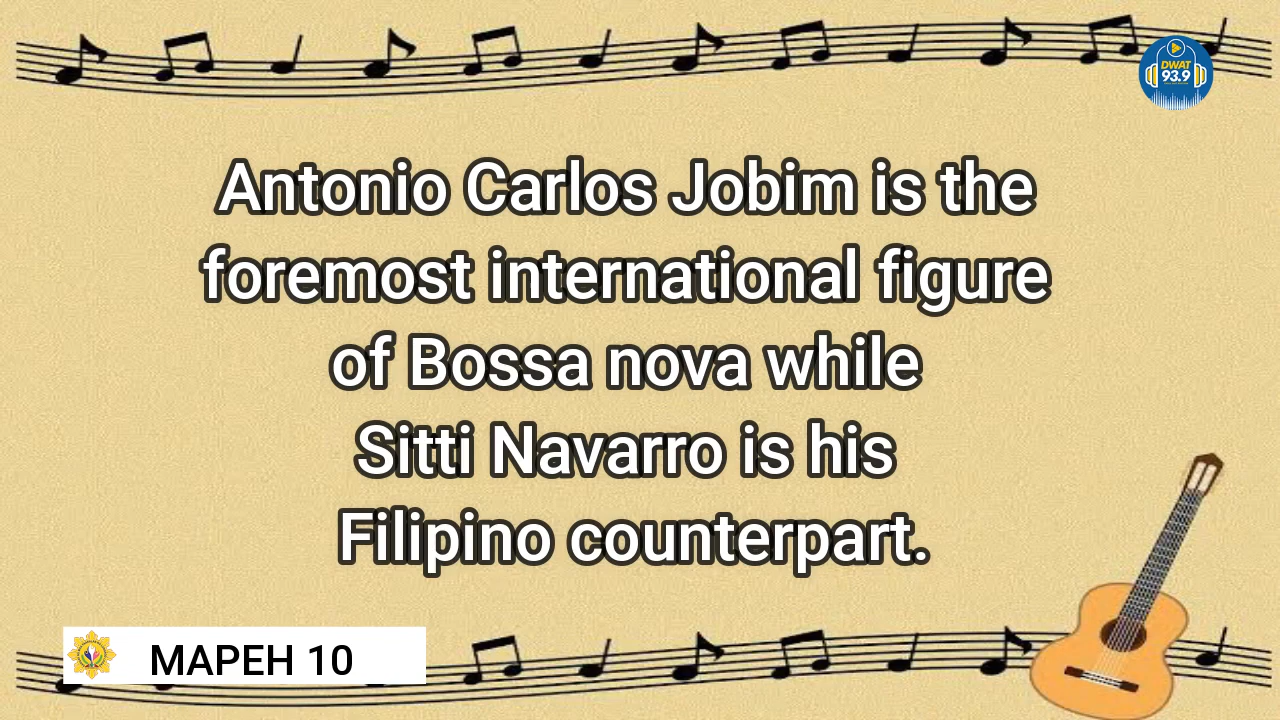 DWAT
93.9
Antonio Carlos Jobim is the
foremost international figure
of Bossa nova while
Sitti Navarro is his
Filipino counterpart.
MAPEH 10